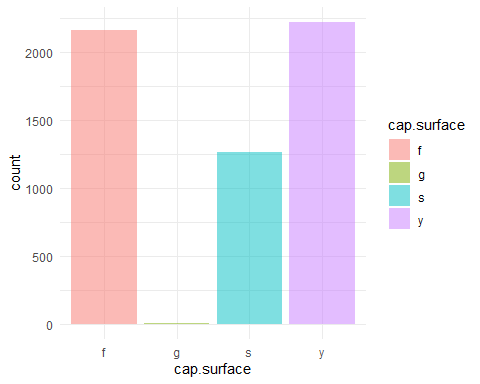 count
2000
1500
1000
500
0
f g s y
cap.surface
cap.surface
f
g
s
y